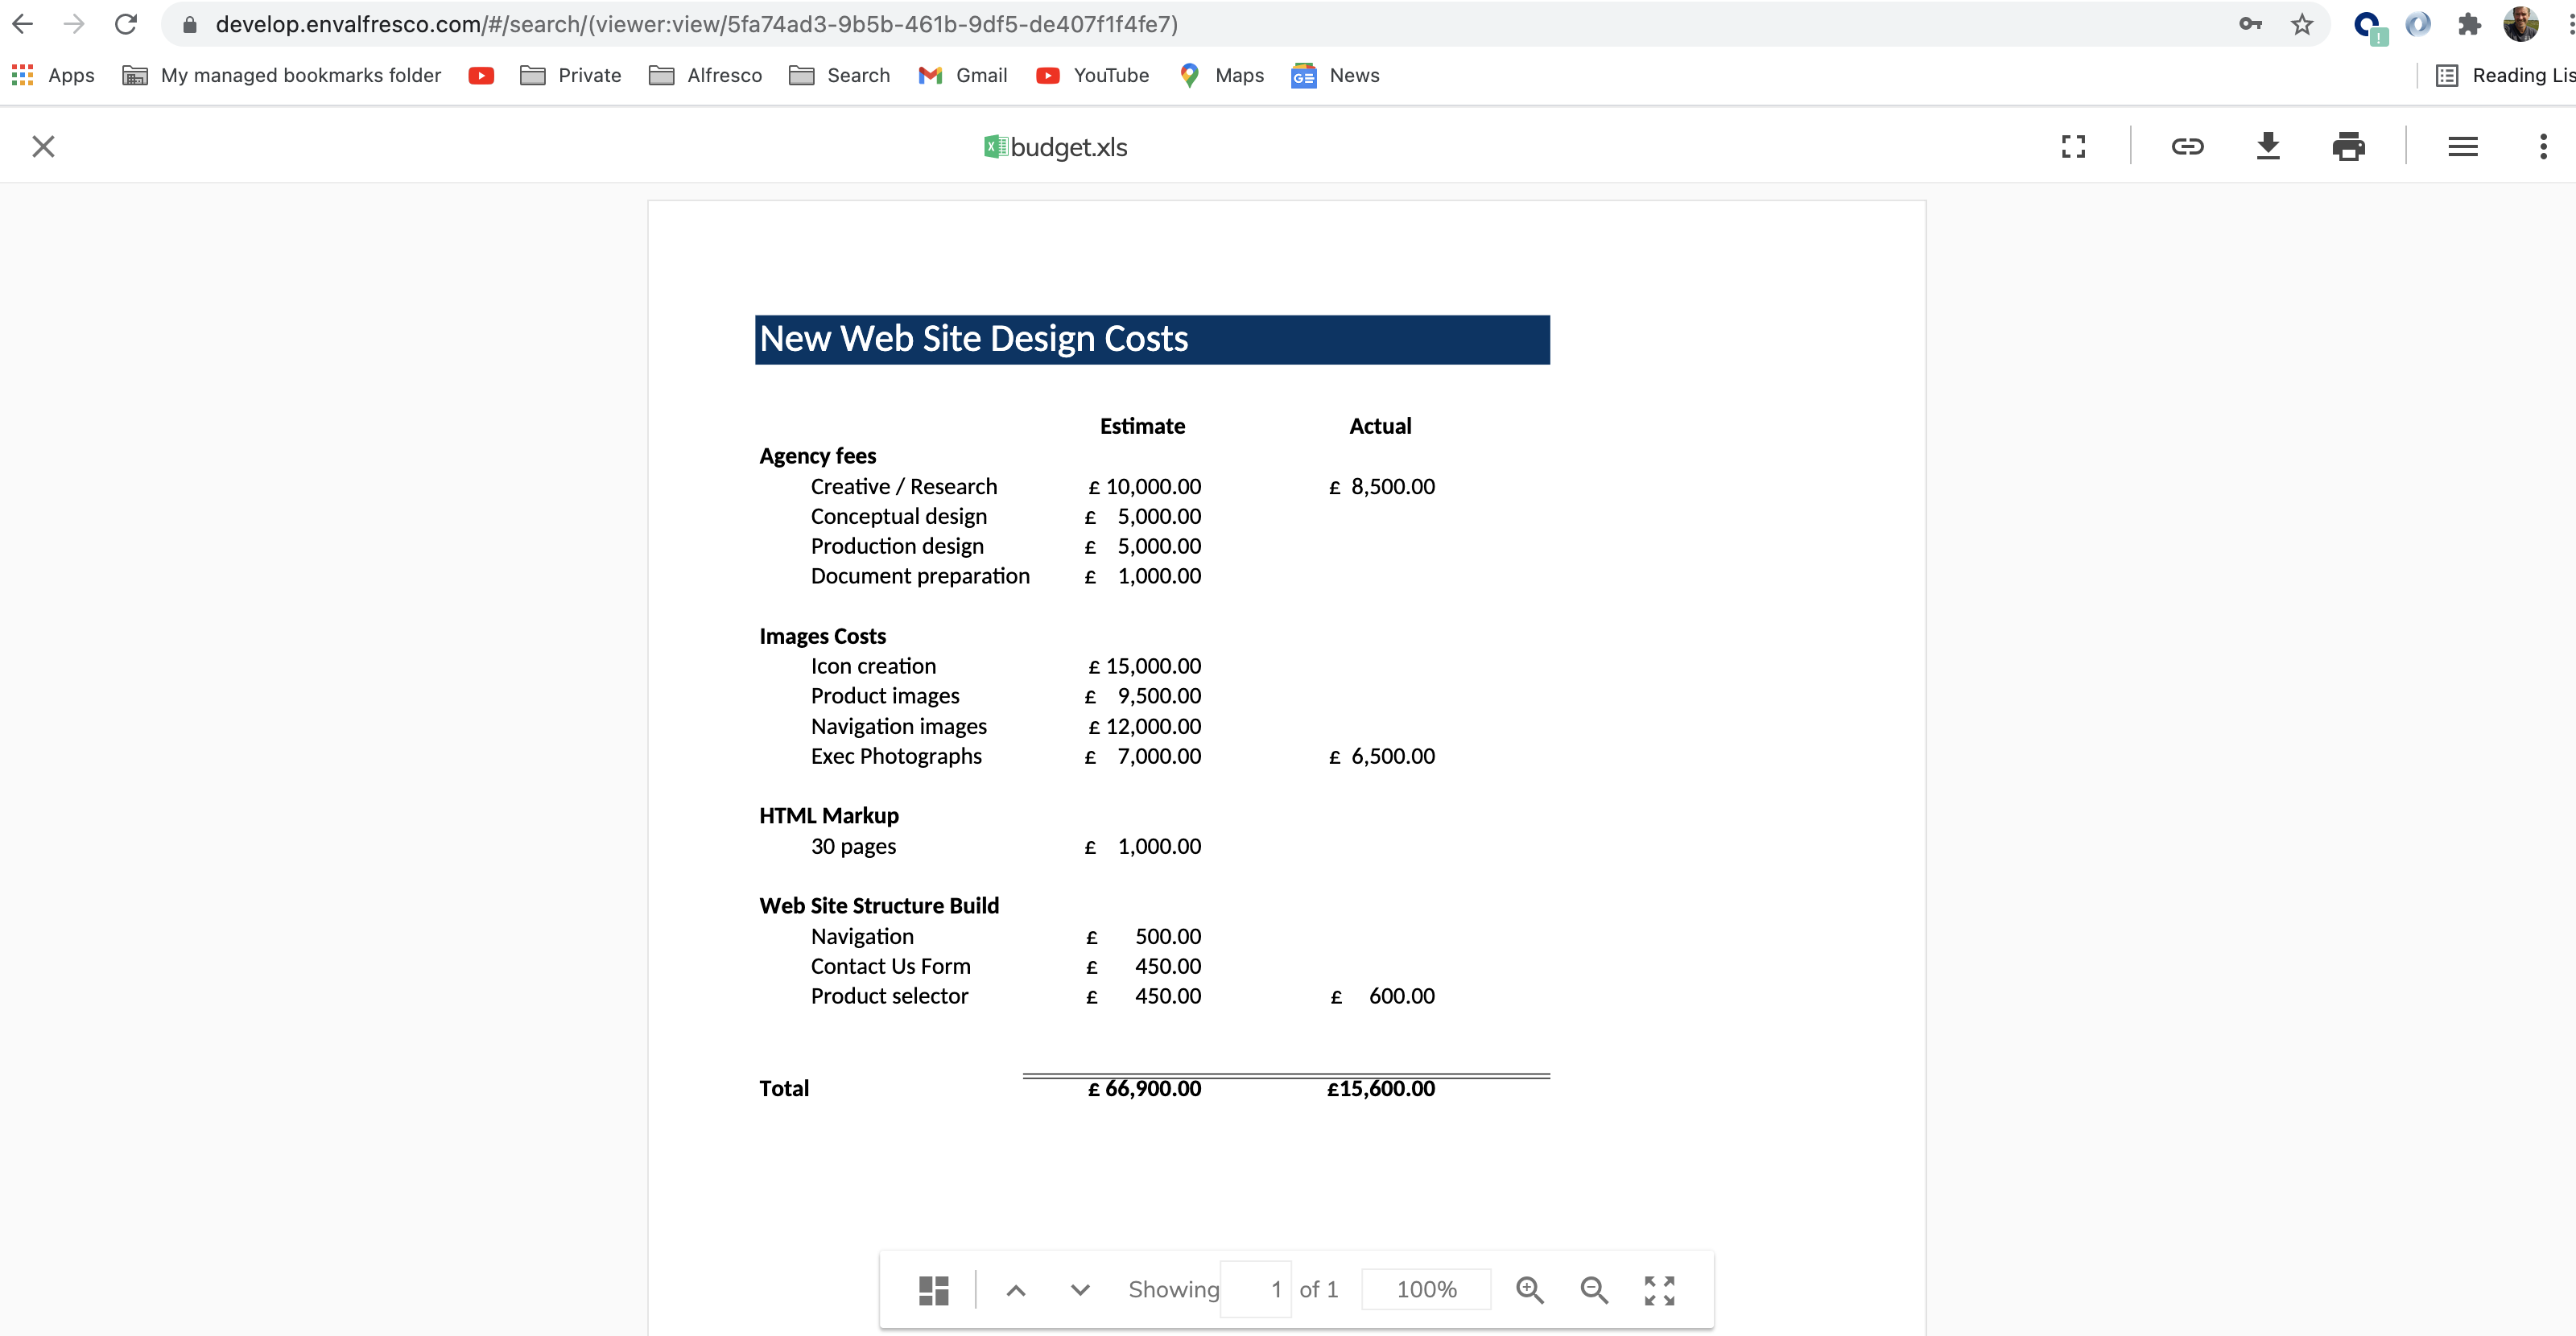 develop.envalfresco.com/#/search/(viewer:view/5fa74ad3-9b5b-461b-9df5-de407f1f4fe7)
Apps My managed bookmarks folder Private Alfresco Search Gmail YouTube Maps GE News Reading Lis
X budget.xls
New Web Site Design Costs
Estimate Actual
Agency fees
Creative / Research £ 10,000.00 £ 8,500.00
Conceptual design £ 5,000.00
Production design £ 5,000.00
Document preparation £ 1,000.00
Images Costs
Icon creation £ 15,000.00
Product images £ 9,500.00
Navigation images £ 12,000.00
Exec Photographs £ 7,000.00 £ 6,500.00
HTML Markup
30 pages £ 1,000.00
Web Site Structure Build
Navigation £ 500.00
Contact Us Form £ 450.00
Product selector £ 450.00 £ 600.00
Total £ 66,900.00 £15,600.00
Showing 1 of 1 100%